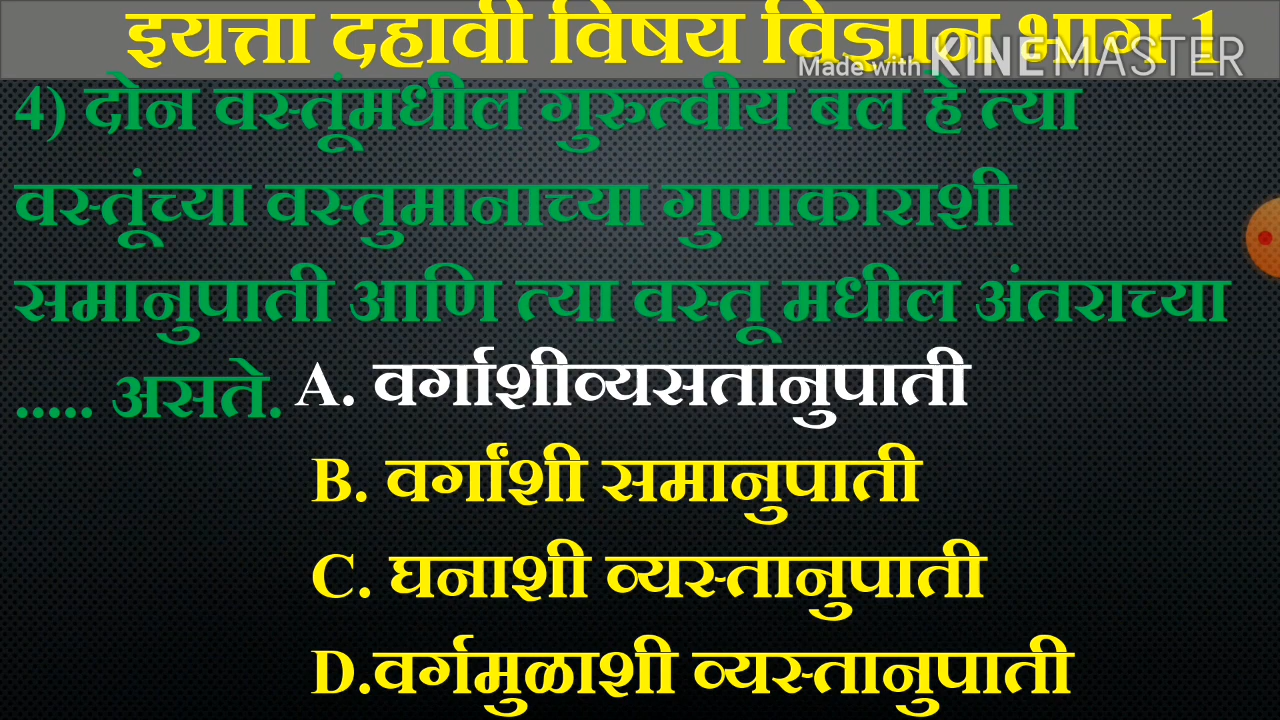 इयत्ता दहावी विषय विज्ञान भाग 1
Made with KINEMASTER
4) दोन वस्तूंमधील गुरुत्वीय बल हे त्या
वस्तूंच्या वस्तुमानाच्या गुणाकाराशी
समानुपाती आणि त्या वस्तू मधील अंतराच्या
..... असते. A. वर्गाशीव्यसतानुपाती
B. वर्गांशी समानुपाती
C. घनाशी व्यस्तानुपाती
D.वर्गमुळाशी व्यस्तानुपाती